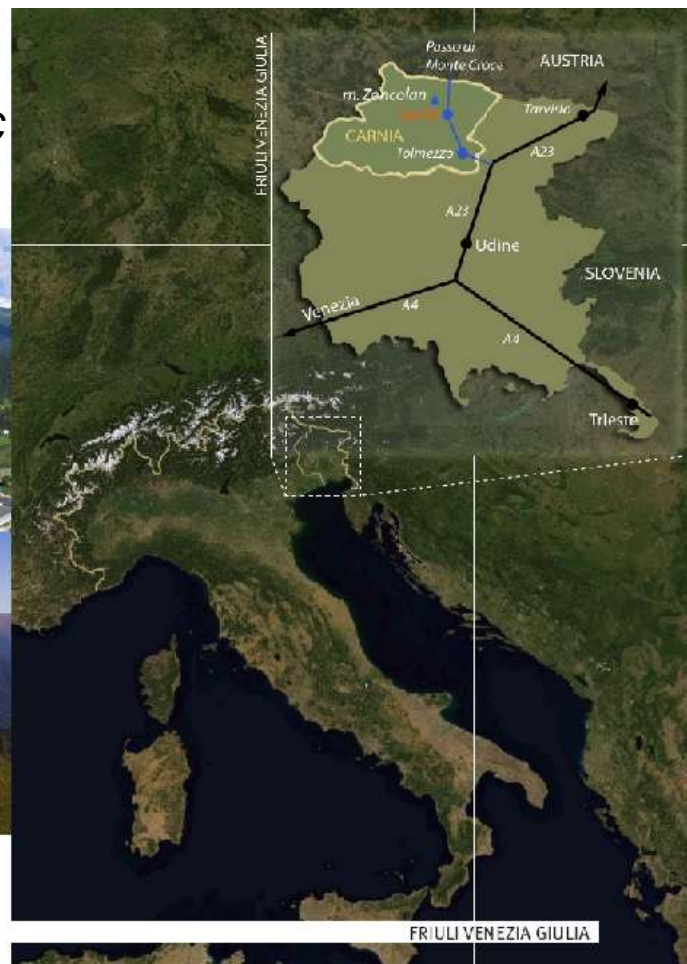 C
FRIULI VENEZIA GIULIA
Passo di
Monte Croce
AUSTRIA
m. Zoncolan
Tarvisio
CARNIA
Tolmezzo
A23
A23
Udine
SLOVENIA
Venezia
A4
A4
Trieste
FRIULI VENEZIA GIULIA